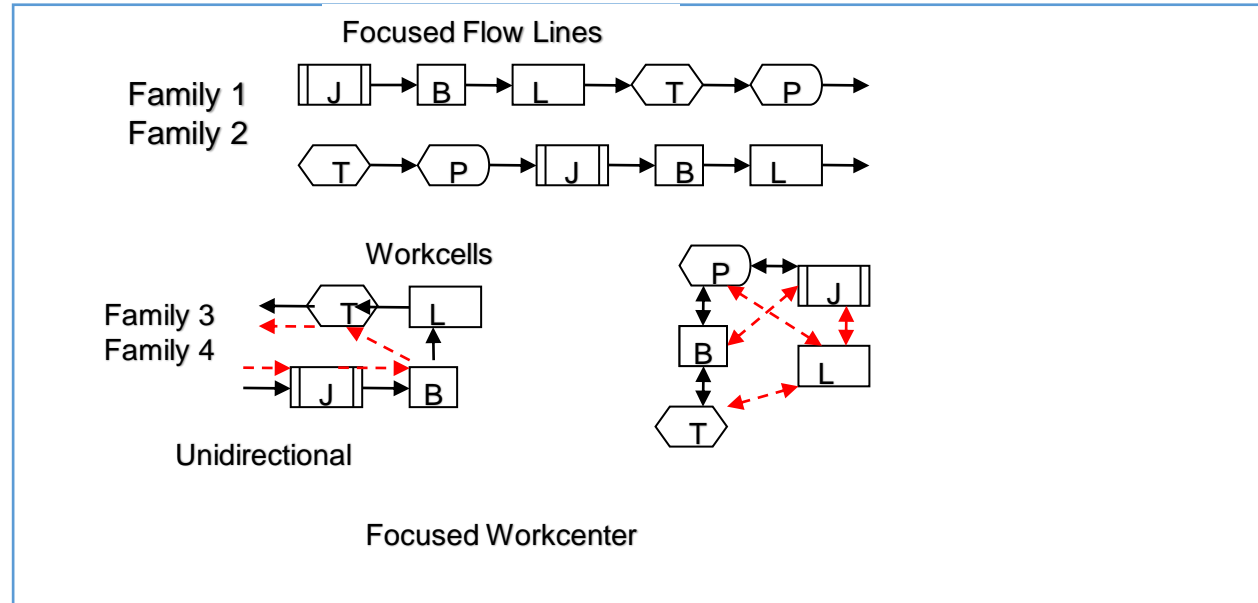 Focused Flow Lines
Family 1
Family 2
J B L T P
T P J B L
Workcells
Family 3
Family 4
T L
J B
Unidirectional
P
J
B
L
T
Focused Workcenter